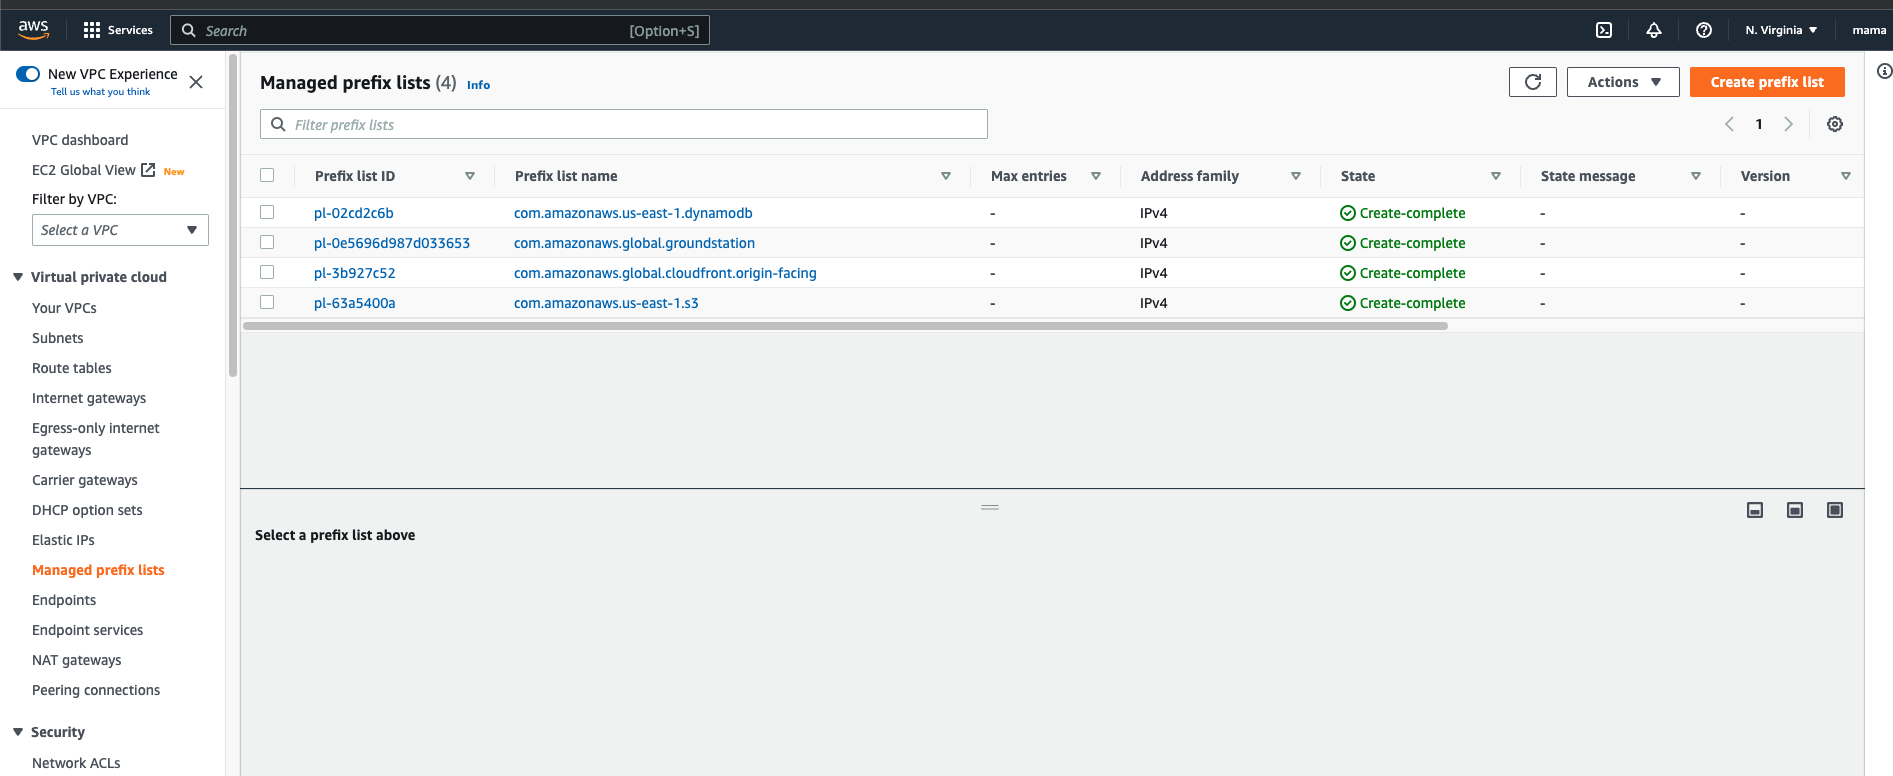 aws
Services
Search
[Option+S]
N. Virginia
mama
New VPC Experience
Tell us what you think
VPC dashboard
EC2 Global View New
Filter by VPC:
Select a VPC
Virtual private cloud
Your VPCs
Subnets
Route tables
Internet gateways
Egress-only internet
gateways
Carrier gateways
DHCP option sets
Elastic IPs
Managed prefix lists
Endpoints
Endpoint services
NAT gateways
Peering connections
Security
Network ACLs
Managed prefix lists (4) Info
Actions
Create prefix list
Filter prefix lists
1
Prefix list ID Prefix list name Max entries Address family State State message Version
pl-02cd2c6b com.amazonaws.us-east-1.dynamodb - IPv4 Create-complete - -
pl-0e5696d987d033653 com.amazonaws.global.groundstation - IPv4 Create-complete - -
pl-3b927c52 com.amazonaws.global.cloudfront.origin-facing - IPv4 Create-complete - -
pl-63a5400a com.amazonaws.us-east-1.s3 - IPv4 Create-complete - -
Select a prefix list above